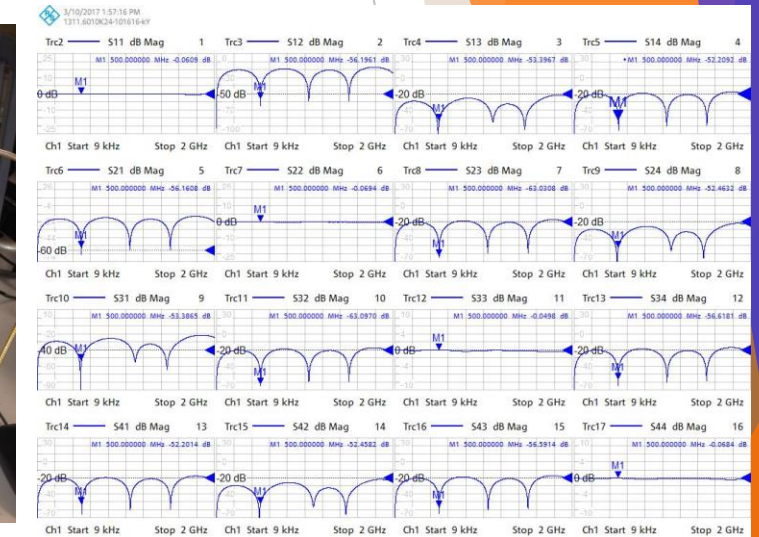 3/10/2017 1:57:16 PM
1311.6010K24-101616-kY
Trc2 S11 dB Mag 1 Trc3 S12 dB Mag 2 Trc4 S13 dB Mag 3 Trc5 S14 dB Mag 4
M1 500.000000 MHz -0.0609 dB M1 500.000000 MHz -56.1961 dB M1 500.000000 MHz -53.3967 dB •M1 500.000000 MHz -52.2092 dB
M1 M1 M1 M1
0 dB -50 dB -20 dB -20 dB
Ch1 Start 9 kHz Stop 2 GHz Ch1 Start 9 kHz Stop 2 GHz Ch1 Start 9 kHz Stop 2 GHz Ch1 Start 9 kHz Stop 2 GHz
Trc6 S21 dB Mag 5 Trc7 S22 dB Mag 6 Trc8 S23 dB Mag 7 Trc9 S24 dB Mag 8
M1 500.000000 MHz -56.1608 dB M1 500.000000 MHz -0.0694 dB M1 500.000000 MHz -63.0308 dB M1 500.000000 MHz -52.4632 dB
M1 M1 M1 M1
-60 dB 0 dB -20 dB -20 dB
Ch1 Start 9 kHz Stop 2 GHz Ch1 Start 9 kHz Stop 2 GHz Ch1 Start 9 kHz Stop 2 GHz Ch1 Start 9 kHz Stop 2 GHz
Trc10 S31 dB Mag 9 Trc11 S32 dB Mag 10 Trc12 S33 dB Mag 11 Trc13 S34 dB Mag 12
M1 500.000000 MHz -53.3865 dB M1 500.000000 MHz -63.0970 dB M1 500.000000 MHz -0.0498 dB M1 500.000000 MHz -56.6181 dB
M1 M1 M1 M1
-40 dB -20 dB 0 dB -20 dB
Ch1 Start 9 kHz Stop 2 GHz Ch1 Start 9 kHz Stop 2 GHz Ch1 Start 9 kHz Stop 2 GHz Ch1 Start 9 kHz Stop 2 GHz
Trc14 S41 dB Mag 13 Trc15 S42 dB Mag 14 Trc16 S43 dB Mag 15 Trc17 S44 dB Mag 16
M1 500.000000 MHz -52.2014 dB M1 500.000000 MHz -52.4582 dB M1 500.000000 MHz -56.5914 dB M1 500.000000 MHz -0.0684 dB
M1 M1 M1 M1
-20 dB -20 dB -20 dB 0 dB
Ch1 Start 9 kHz Stop 2 GHz Ch1 Start 9 kHz Stop 2 GHz Ch1 Start 9 kHz Stop 2 GHz Ch1 Start 9 kHz Stop 2 GHz